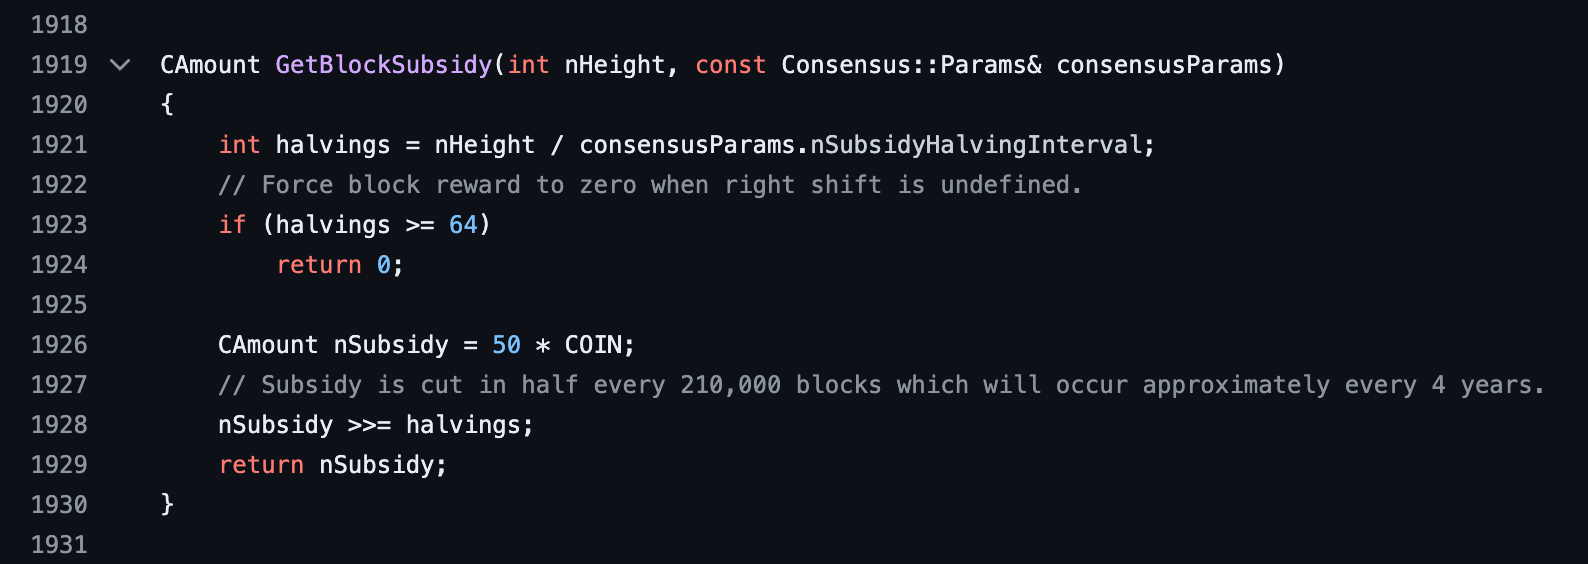 1918
1919 CAmount GetBlockSubsidy(int nHeight, const Consensus::Params& consensusParams)
1920 {
1921     int halvings = nHeight / consensusParams.nSubsidyHalvingInterval;
1922     // Force block reward to zero when right shift is undefined.
1923     if (halvings >= 64)
1924         return 0;
1925
1926     CAmount nSubsidy = 50 * COIN;
1927     // Subsidy is cut in half every 210,000 blocks which will occur approximately every 4 years.
1928     nSubsidy >>= halvings;
1929     return nSubsidy;
1930 }
1931